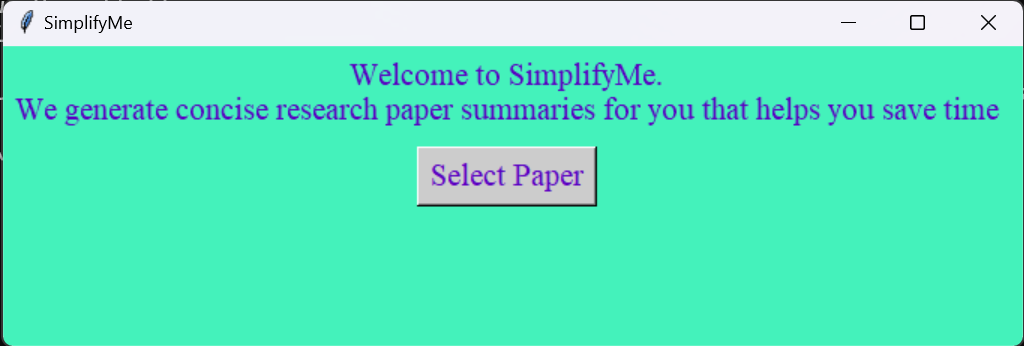 SimplifyMe
Welcome to SimplifyMe.
We generate concise research paper summaries for you that helps you save time
Select Paper